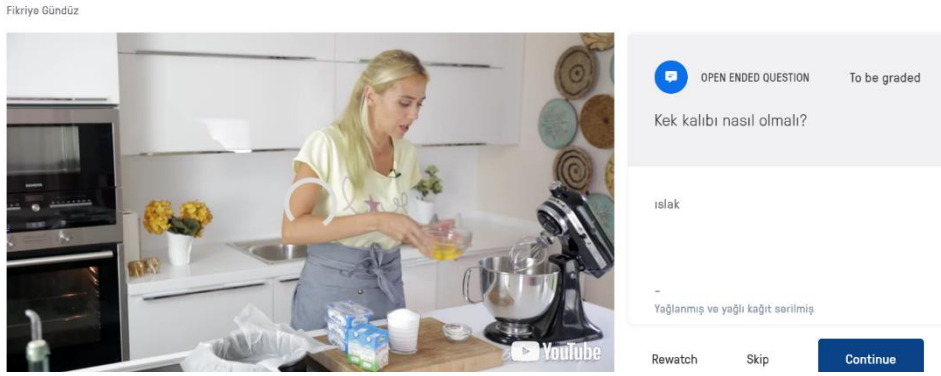 Fikriye Gündüz
OPEN ENDED QUESTION
To be graded
Kek kalıbı nasıl olmalı?
ıslak
-
Yağlanmış ve yağlı kağıt serilmiş
YouTube
Rewatch
Skip
Continue